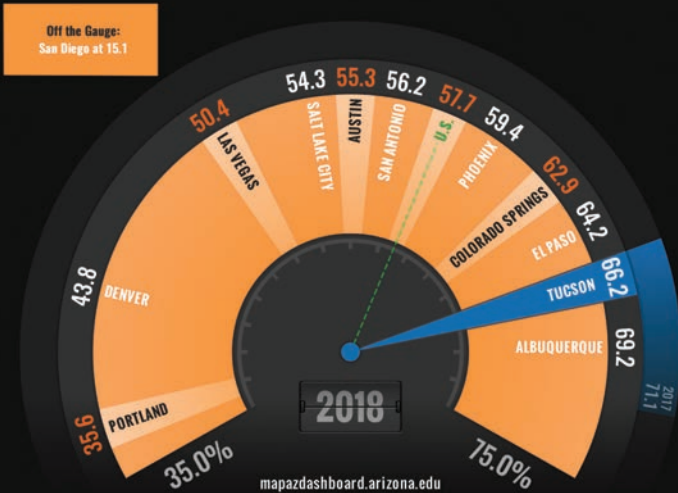 Off the Gauge:
San Diego at 15.1
35.6
PORTLAND
43.8
DENVER
50.4
LAS VEGAS
54.3
SALT LAKE CITY
55.3
AUSTIN
56.2
SAN ANTONIO
57.7
U.S.
59.4
PHOENIX
62.9
COLORADO SPRINGS
64.2
EL PASO
66.2
TUCSON
2017
71.1
69.2
ALBUQUERQUE
2018
35.0%
75.0%
mapazdashboard.arizona.edu